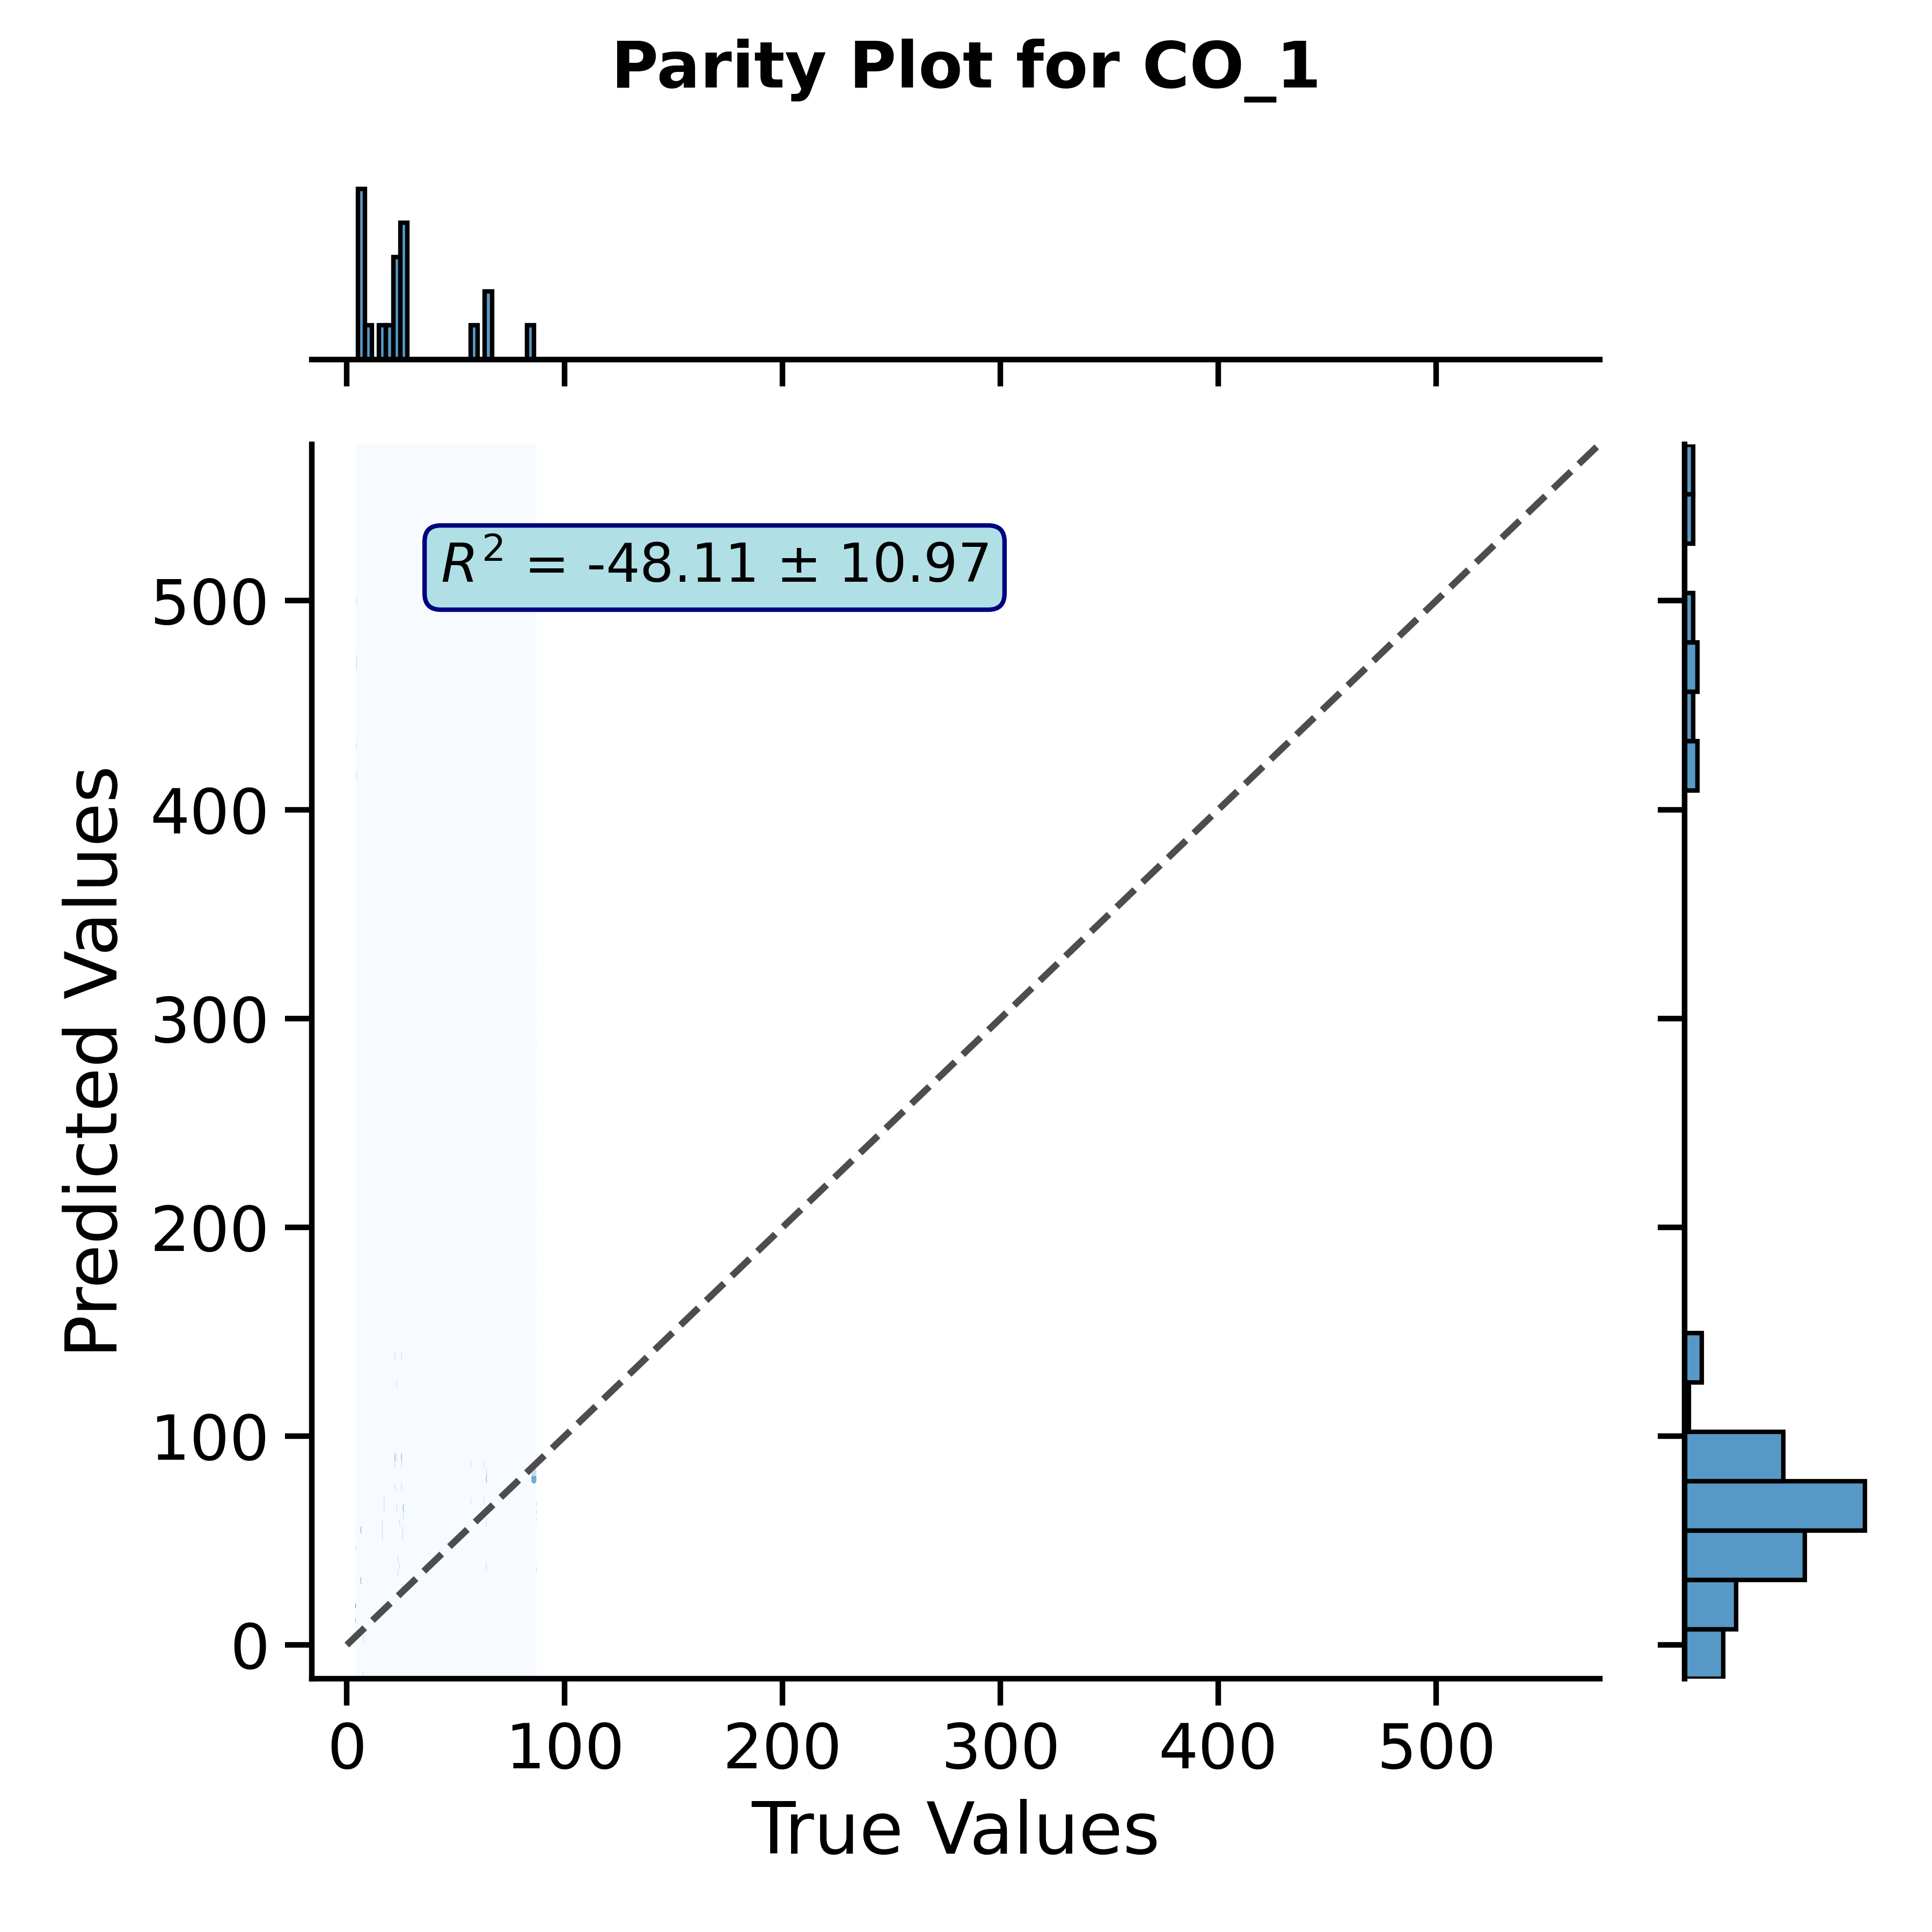 Parity Plot for CO_1
R² = -48.11 ± 10.97
Predicted Values
500
400
300
200
100
0
0 100 200 300 400 500
True Values